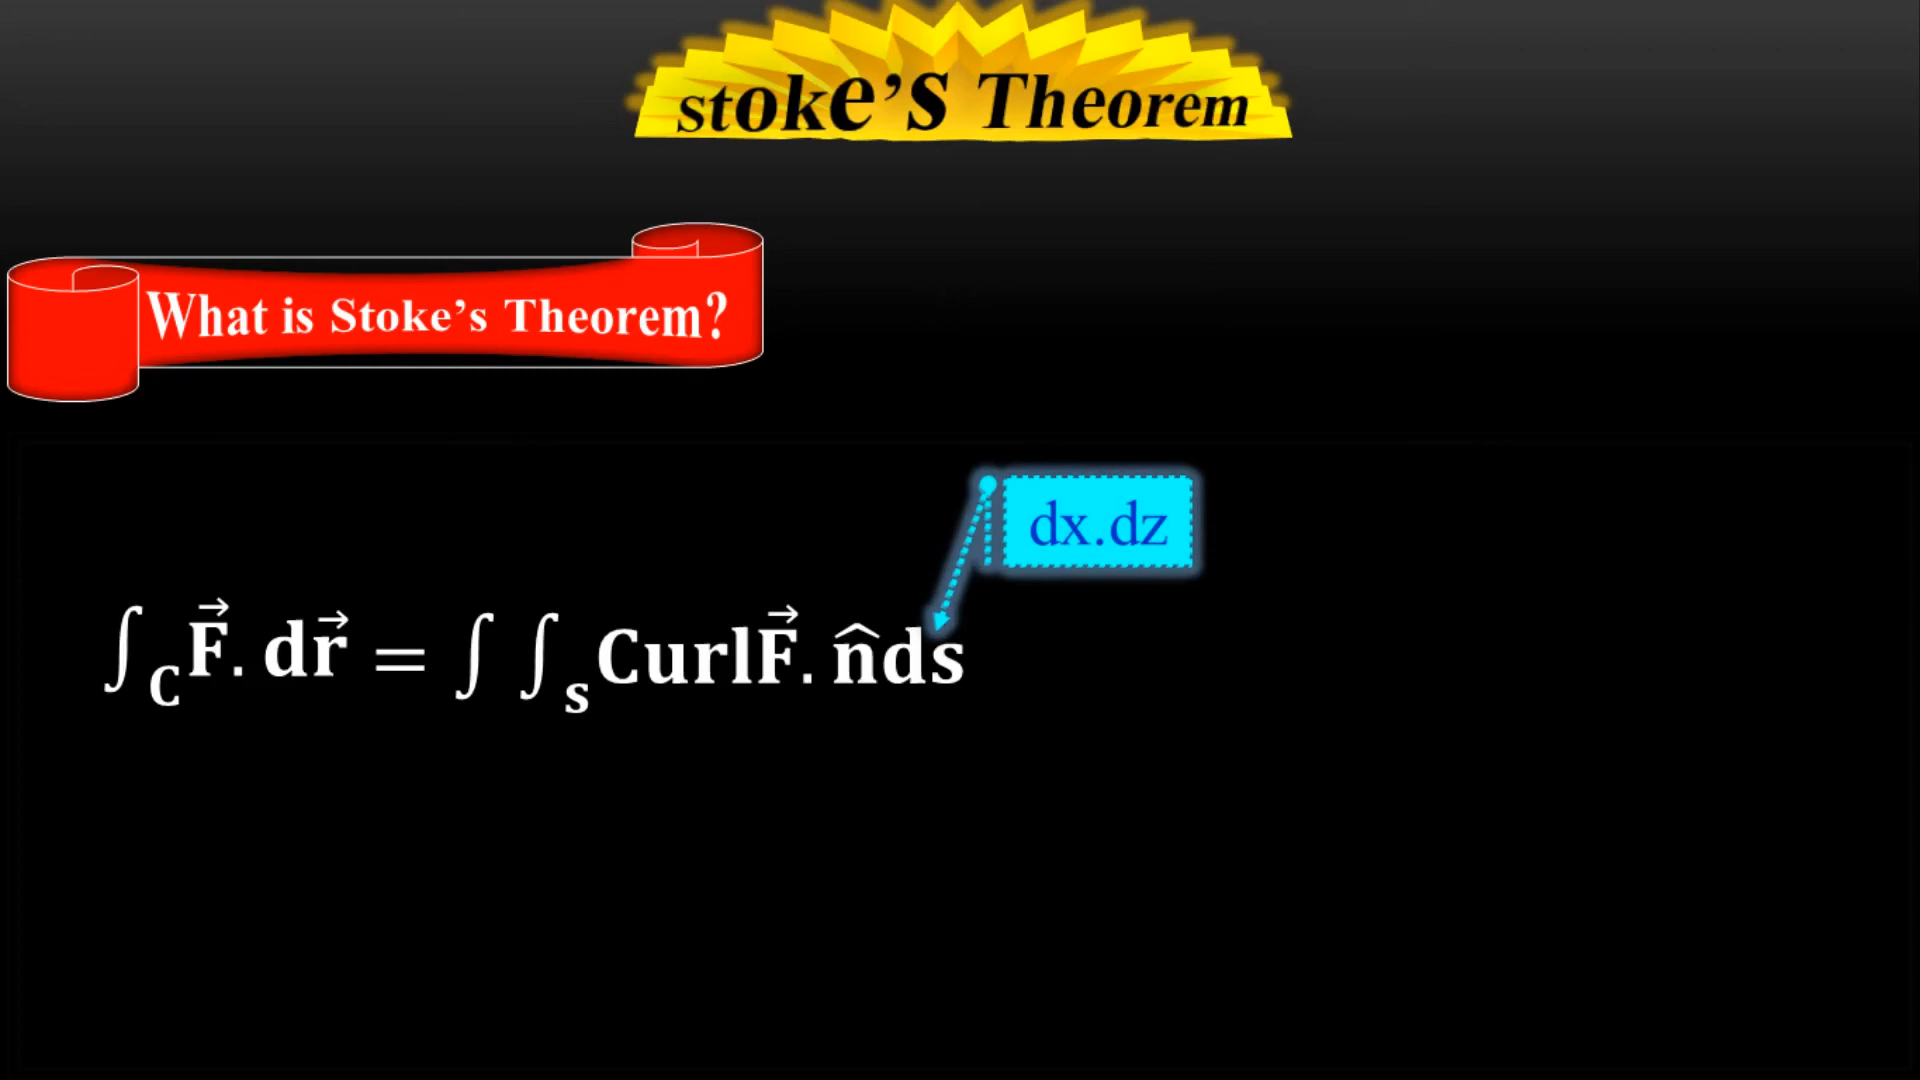 stoke’s Theorem
What is Stoke’s Theorem?
dx.dz
∫_C F⃗. dr⃗ = ∫ ∫_s CurlF⃗. n̂ds